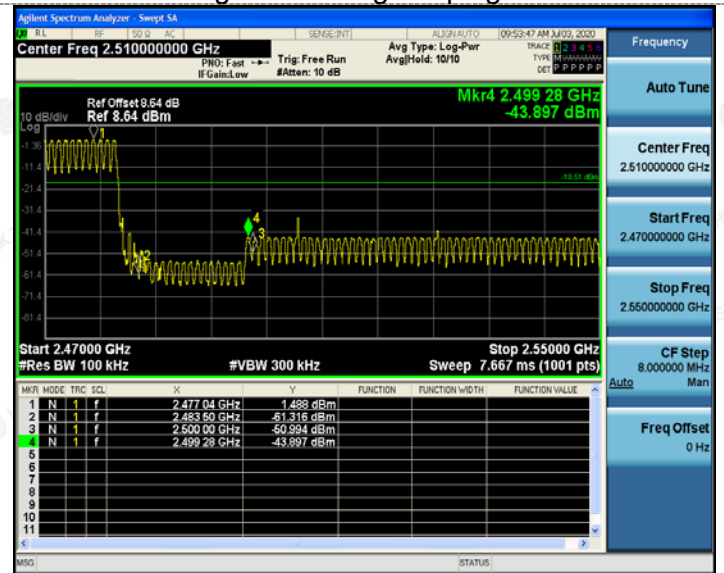 Agilent Spectrum Analyzer - Swept SA
RL RF 50 Ω AC SENSE:INT ALIGN AUTO 09:53:47 AM Jul 03, 2020
Center Freq 2.510000000 GHz
PNO: Fast
IFGain:Low
Trig: Free Run
#Atten: 10 dB
Avg Type: Log-Pwr
Avg|Hold: 10/10
TRACE 1 2 3 4 5 6
TYPE M
DET P P P P P P
Frequency
Auto Tune
Mkr4 2.499 28 GHz
-43.897 dBm
Ref Offset 8.64 dB
10 dB/div Ref 8.64 dBm
Log
-1.36
-11.4
-21.4
-31.4
-41.4
-51.4
-61.4
-71.4
-81.4
-18.51 dBm
1
2
3
4
Center Freq
2.510000000 GHz
Start Freq
2.470000000 GHz
Stop Freq
2.550000000 GHz
Start 2.47000 GHz Stop 2.55000 GHz
#Res BW 100 kHz #VBW 300 kHz Sweep 7.667 ms (1001 pts)
CF Step
8.000000 MHz
Auto Man
Freq Offset
0 Hz
MKR MODE TRC SCL X Y FUNCTION FUNCTION WIDTH FUNCTION VALUE
1 N 1 f 2.477 04 GHz 1.488 dBm
2 N 1 f 2.483 50 GHz -61.316 dBm
3 N 1 f 2.500 00 GHz -50.994 dBm
4 N 1 f 2.499 28 GHz -43.897 dBm
5
6
7
8
9
10
11
MSG STATUS